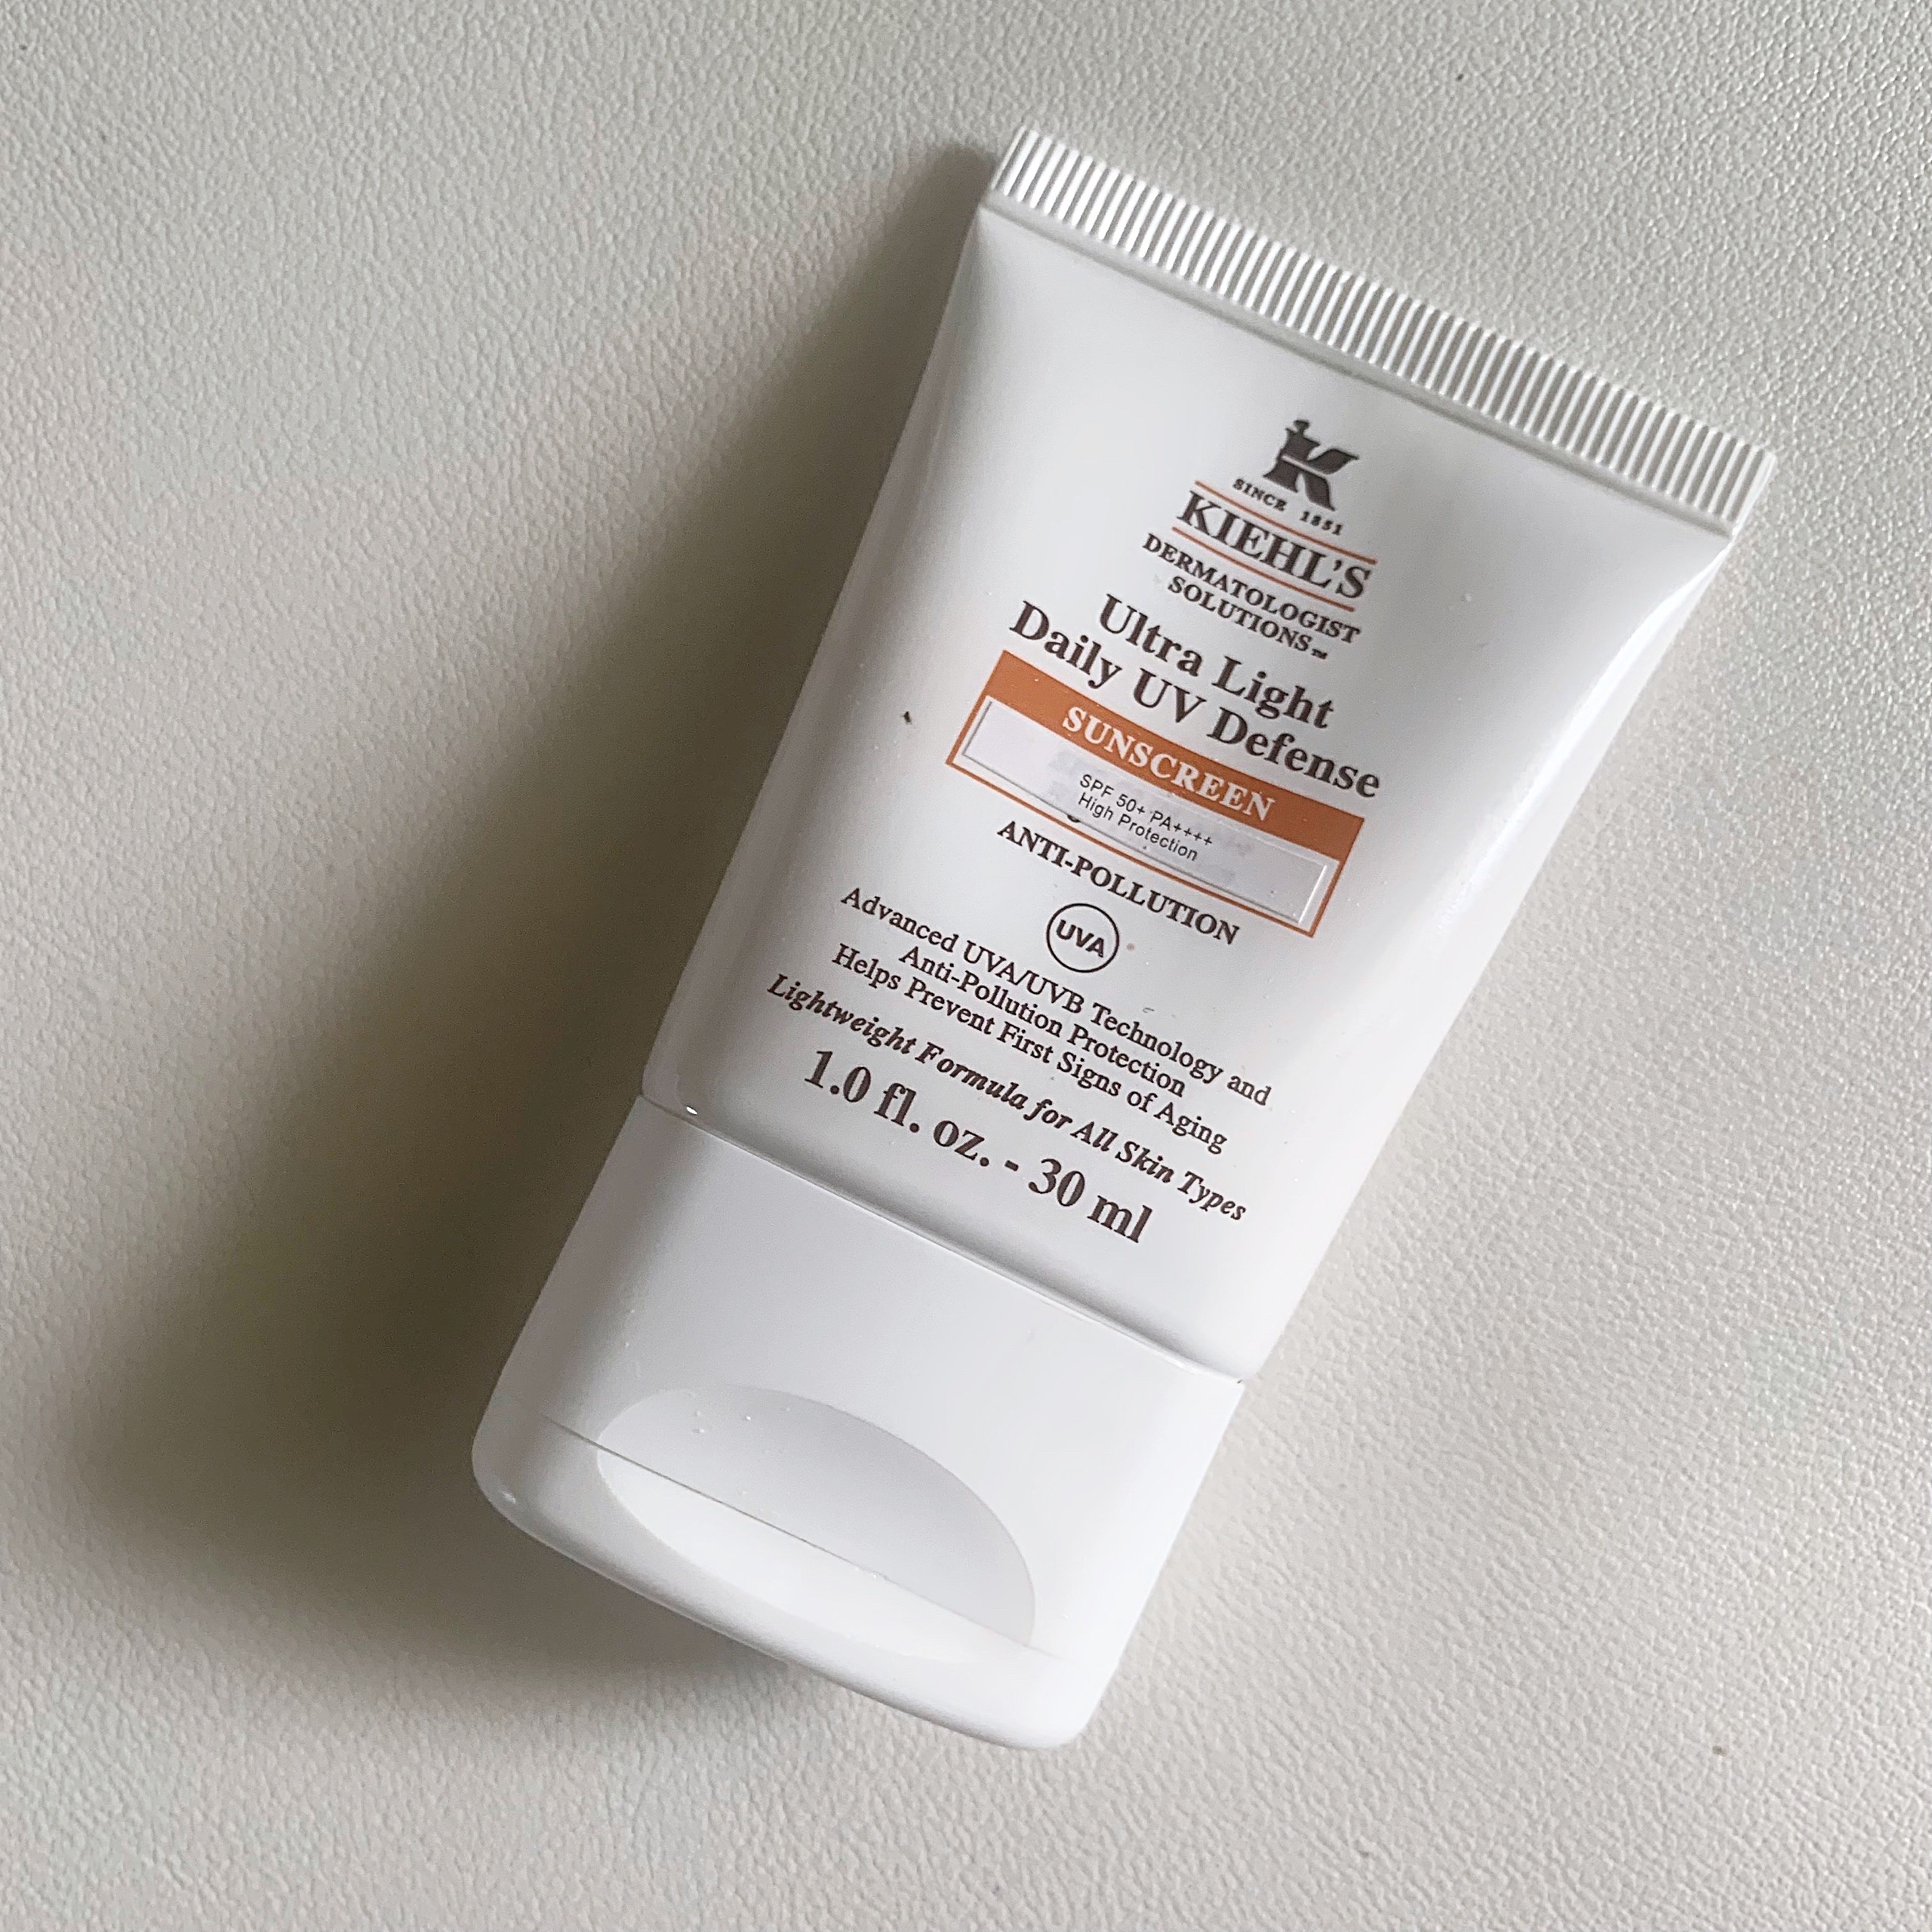 K
SINCE 1851
KIEHL'S
DERMATOLOGIST
SOLUTIONS™
Ultra Light
Daily UV Defense
SUNSCREEN
SPF 50+ PA++++
High Protection
ANTI-POLLUTION
UVA
Advanced UVA/UVB Technology and
Anti-Pollution Protection
Helps Prevent First Signs of Aging
Lightweight Formula for All Skin Types
1.0 fl. oz. - 30 ml